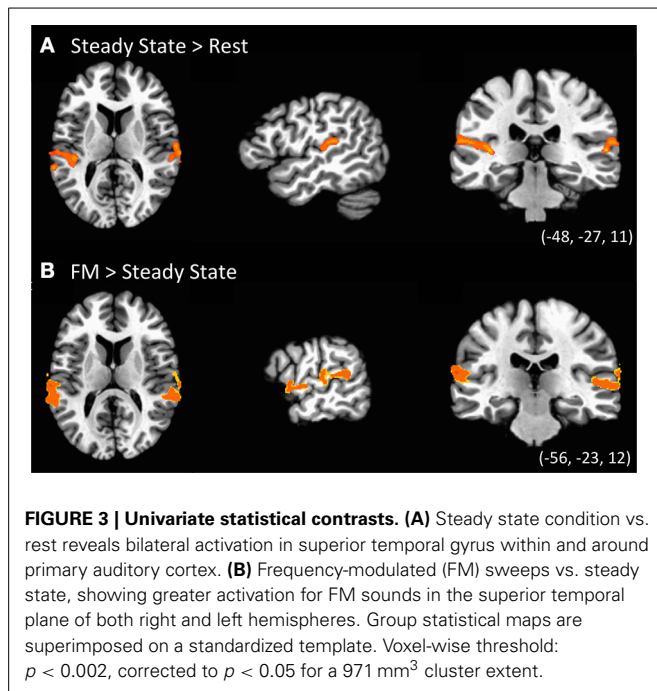 A Steady State > Rest
(-48, -27, 11)
B FM > Steady State
(-56, -23, 12)
FIGURE 3 | Univariate statistical contrasts. (A) Steady state condition vs.
rest reveals bilateral activation in superior temporal gyrus within and around
primary auditory cortex. (B) Frequency-modulated (FM) sweeps vs. steady
state, showing greater activation for FM sounds in the superior temporal
plane of both right and left hemispheres. Group statistical maps are
superimposed on a standardized template. Voxel-wise threshold:
p < 0.002, corrected to p < 0.05 for a 971 mm³ cluster extent.